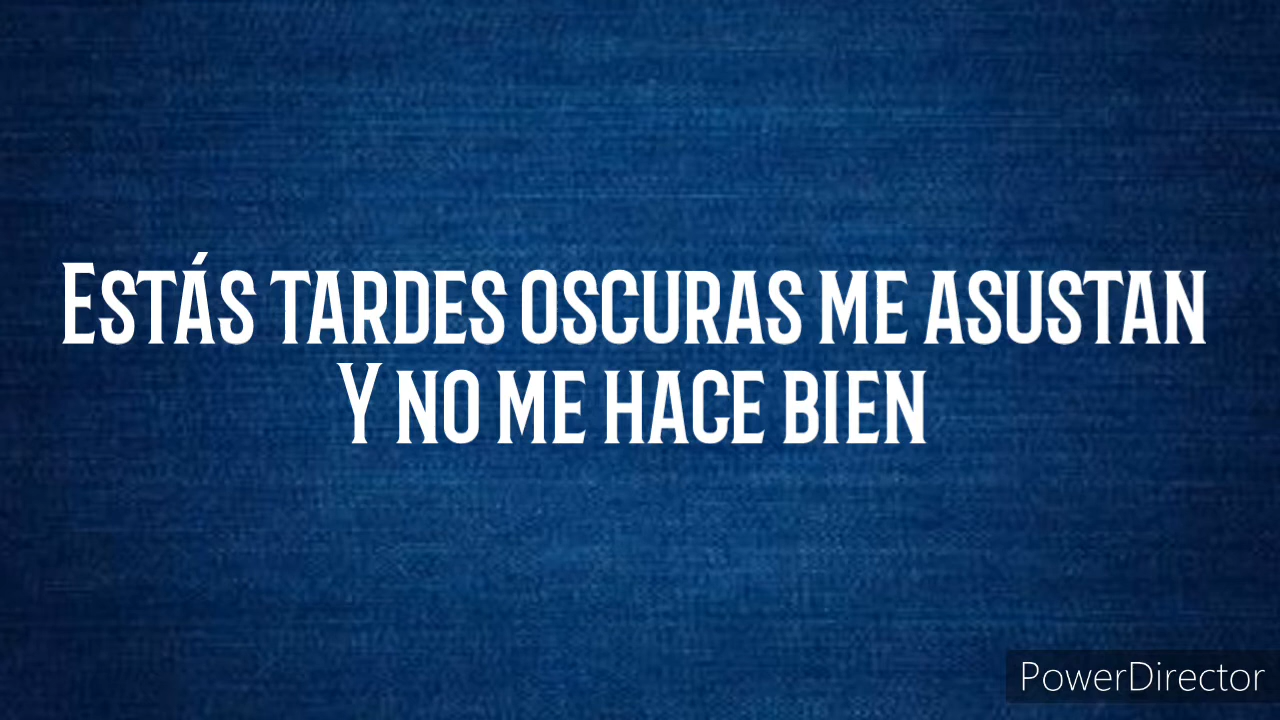 Estás tardes oscuras me asustan
Y no me hace bien
PowerDirector